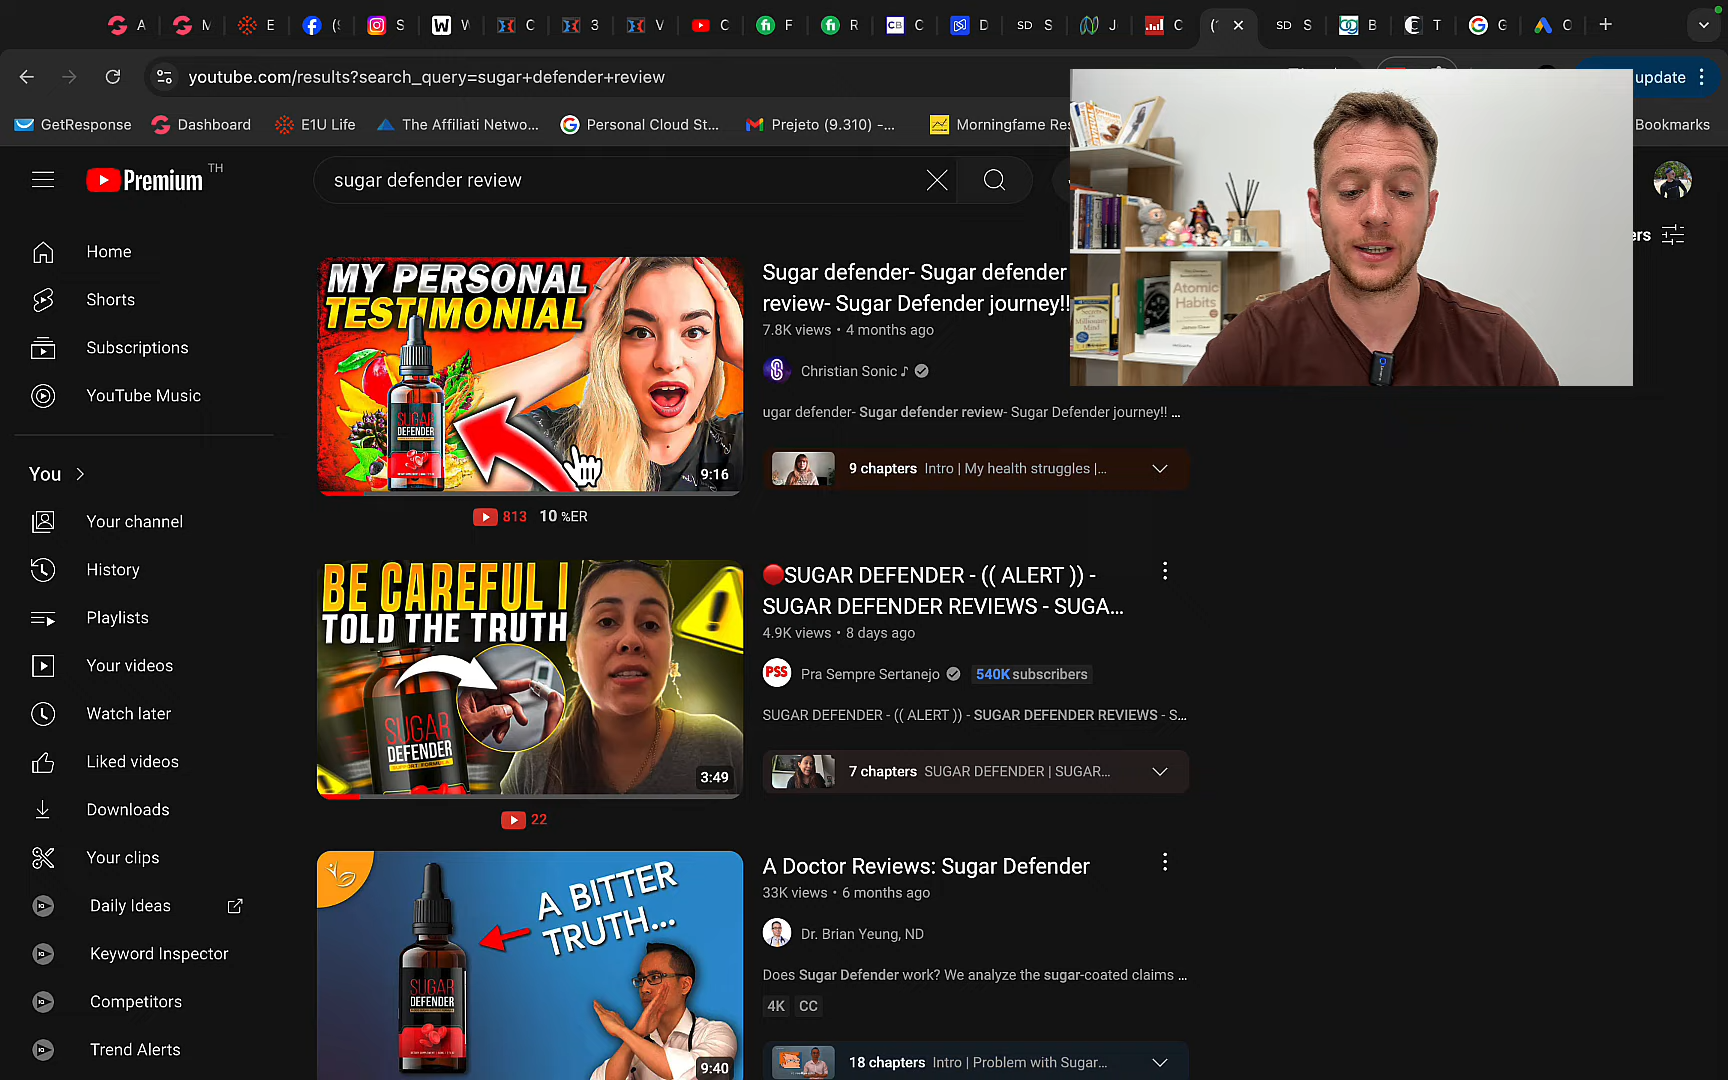 A
M
E
(
S
W
C
3
V
C
F
R
CB
C
D
SD
S
J
C
(
SD
S
B
T
G
C
youtube.com/results?search_query=sugar+defender+review
update
GetResponse
Dashboard
E1U Life
The Affiliati Netwo...
Personal Cloud St...
Prejeto (9.310) –...
Morningfame Res
Bookmarks
Premium
TH
sugar defender review
ers
Home
Shorts
Subscriptions
YouTube Music
You
Your channel
History
Playlists
Your videos
Watch later
Liked videos
Downloads
Your clips
Daily Ideas
Keyword Inspector
Competitors
Trend Alerts
MY PERSONAL
TESTIMONIAL
SUGAR
DEFENDER
9:16
813 10 %ER
Sugar defender- Sugar defender
review- Sugar Defender journey!!
7.8K views • 4 months ago
Christian Sonic ♪
ugar defender- Sugar defender review- Sugar Defender journey!! ...
9 chapters Intro | My health struggles |...
Atomic
Habits
BE CAREFUL I
TOLD THE TRUTH
SUGAR
DEFENDER
SUPPORT FORMULA
3:49
22
🔴SUGAR DEFENDER - (( ALERT )) -
SUGAR DEFENDER REVIEWS - SUGA...
4.9K views • 8 days ago
PSS
Pra Sempre Sertanejo 540K subscribers
SUGAR DEFENDER - (( ALERT )) - SUGAR DEFENDER REVIEWS - S...
7 chapters SUGAR DEFENDER | SUGAR...
A BITTER
TRUTH...
SUGAR
DEFENDER
9:40
A Doctor Reviews: Sugar Defender
33K views • 6 months ago
Dr. Brian Yeung, ND
Does Sugar Defender work? We analyze the sugar-coated claims ...
4K CC
18 chapters Intro | Problem with Sugar...